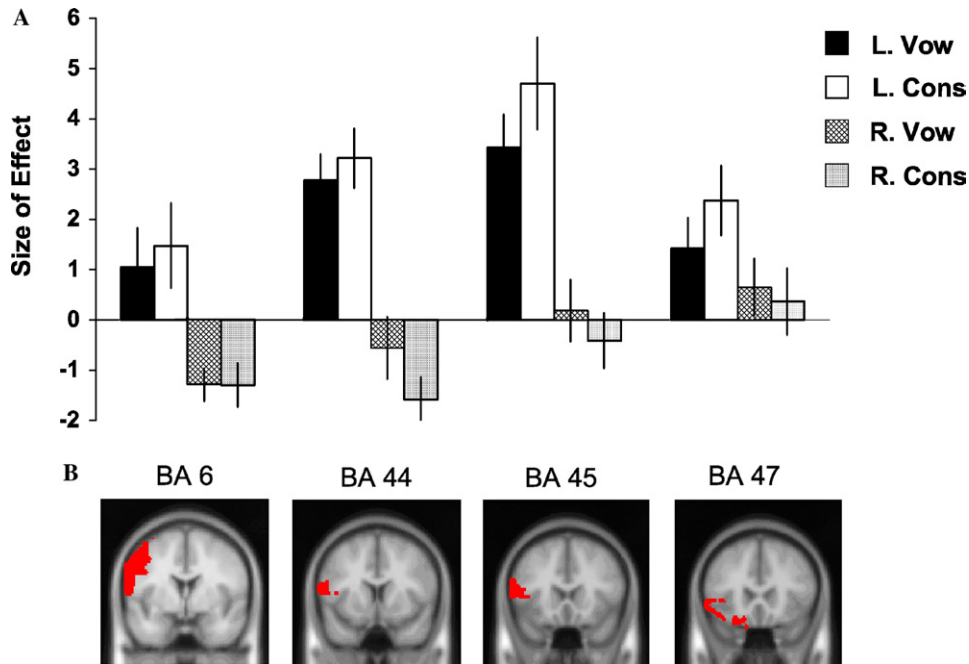 A
Size of Effect
6
5
4
3
2
1
0
-1
-2
L. Vow
L. Cons
R. Vow
R. Cons
B
BA 6
BA 44
BA 45
BA 47